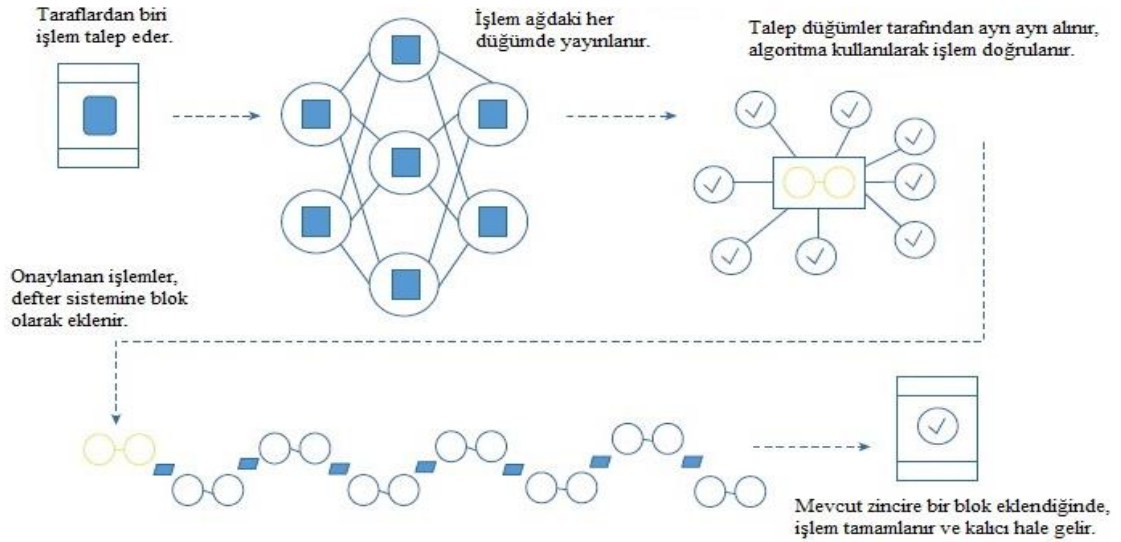 Taraflardan biri
işlem talep eder.
İşlem ağdaki her
düğümde yayınlanır.
Talep düğümler tarafından ayrı ayrı alınır,
algoritma kullanılarak işlem doğrulanır.
Onaylanan işlemler,
defter sistemine blok
olarak eklenir.
Mevcut zincire bir blok eklendiğinde,
işlem tamamlanır ve kalıcı hale gelir.